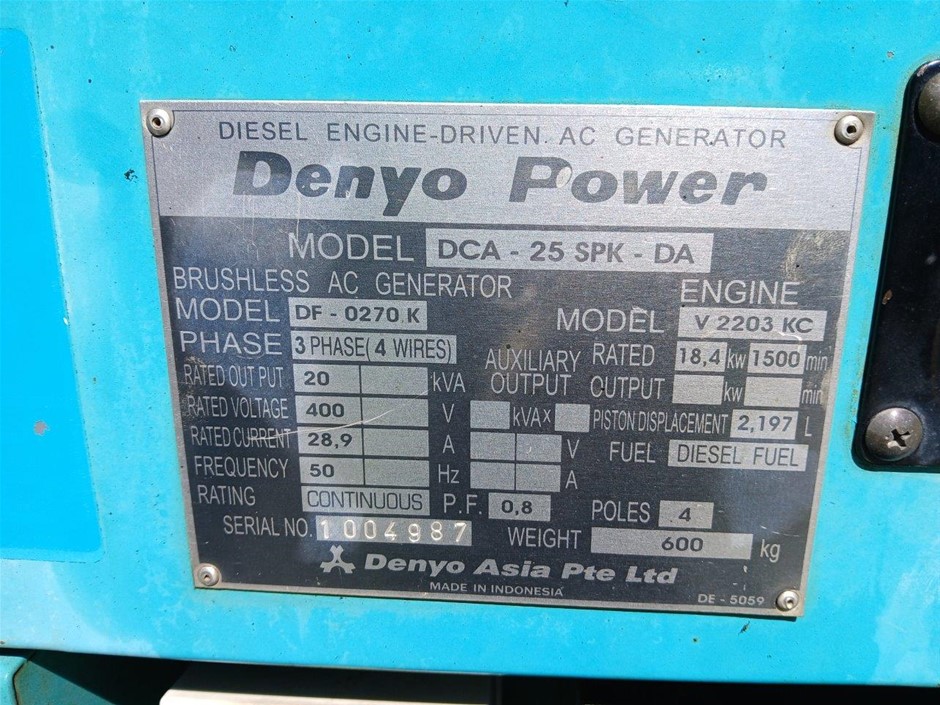 DIESEL ENGINE-DRIVEN AC GENERATOR
Denyo Power
MODEL DCA - 25 SPK - DA
BRUSHLESS AC GENERATOR
MODEL DF - 0270 K
PHASE 3 PHASE(4 WIRES)
RATED OUT PUT 20 kVA
RATED VOLTAGE 400 V
RATED CURRENT 28,9 A
FREQUENCY 50 Hz
RATING CONTINUOUS P.F. 0,8
SERIAL NO. 1004987
AUXILIARY
OUTPUT
kVA x
V
A
ENGINE
MODEL V 2203 KC
RATED 18,4 kw 1500 min
OUTPUT kw min
PISTON DISPLACEMENT 2,197 L
FUEL DIESEL FUEL
POLES 4
WEIGHT 600 kg
Denyo Asia Pte Ltd
MADE IN INDONESIA
DE - 5059